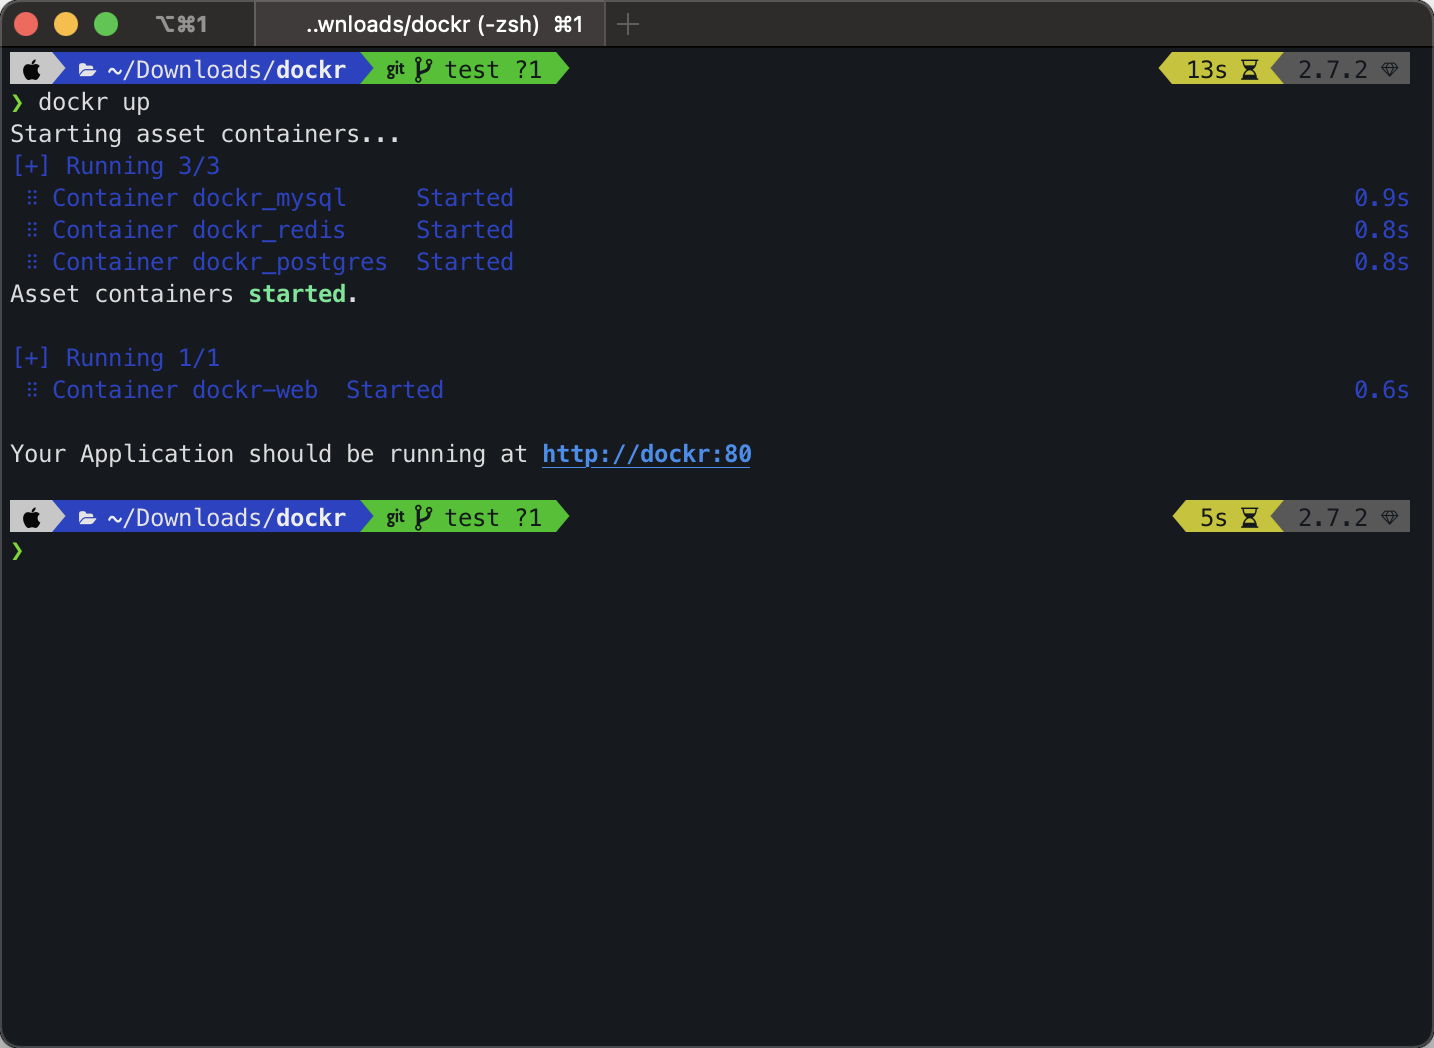 ⌥⌘1 ..wnloads/dockr (-zsh) ⌘1
~/Downloads/dockr git test ?1 13s 2.7.2
❯ dockr up
Starting asset containers...
[+] Running 3/3
⠿ Container dockr_mysql Started 0.9s
⠿ Container dockr_redis Started 0.8s
⠿ Container dockr_postgres Started 0.8s
Asset containers started.
[+] Running 1/1
⠿ Container dockr-web Started 0.6s
Your Application should be running at http://dockr:80
~/Downloads/dockr git test ?1 5s 2.7.2
❯